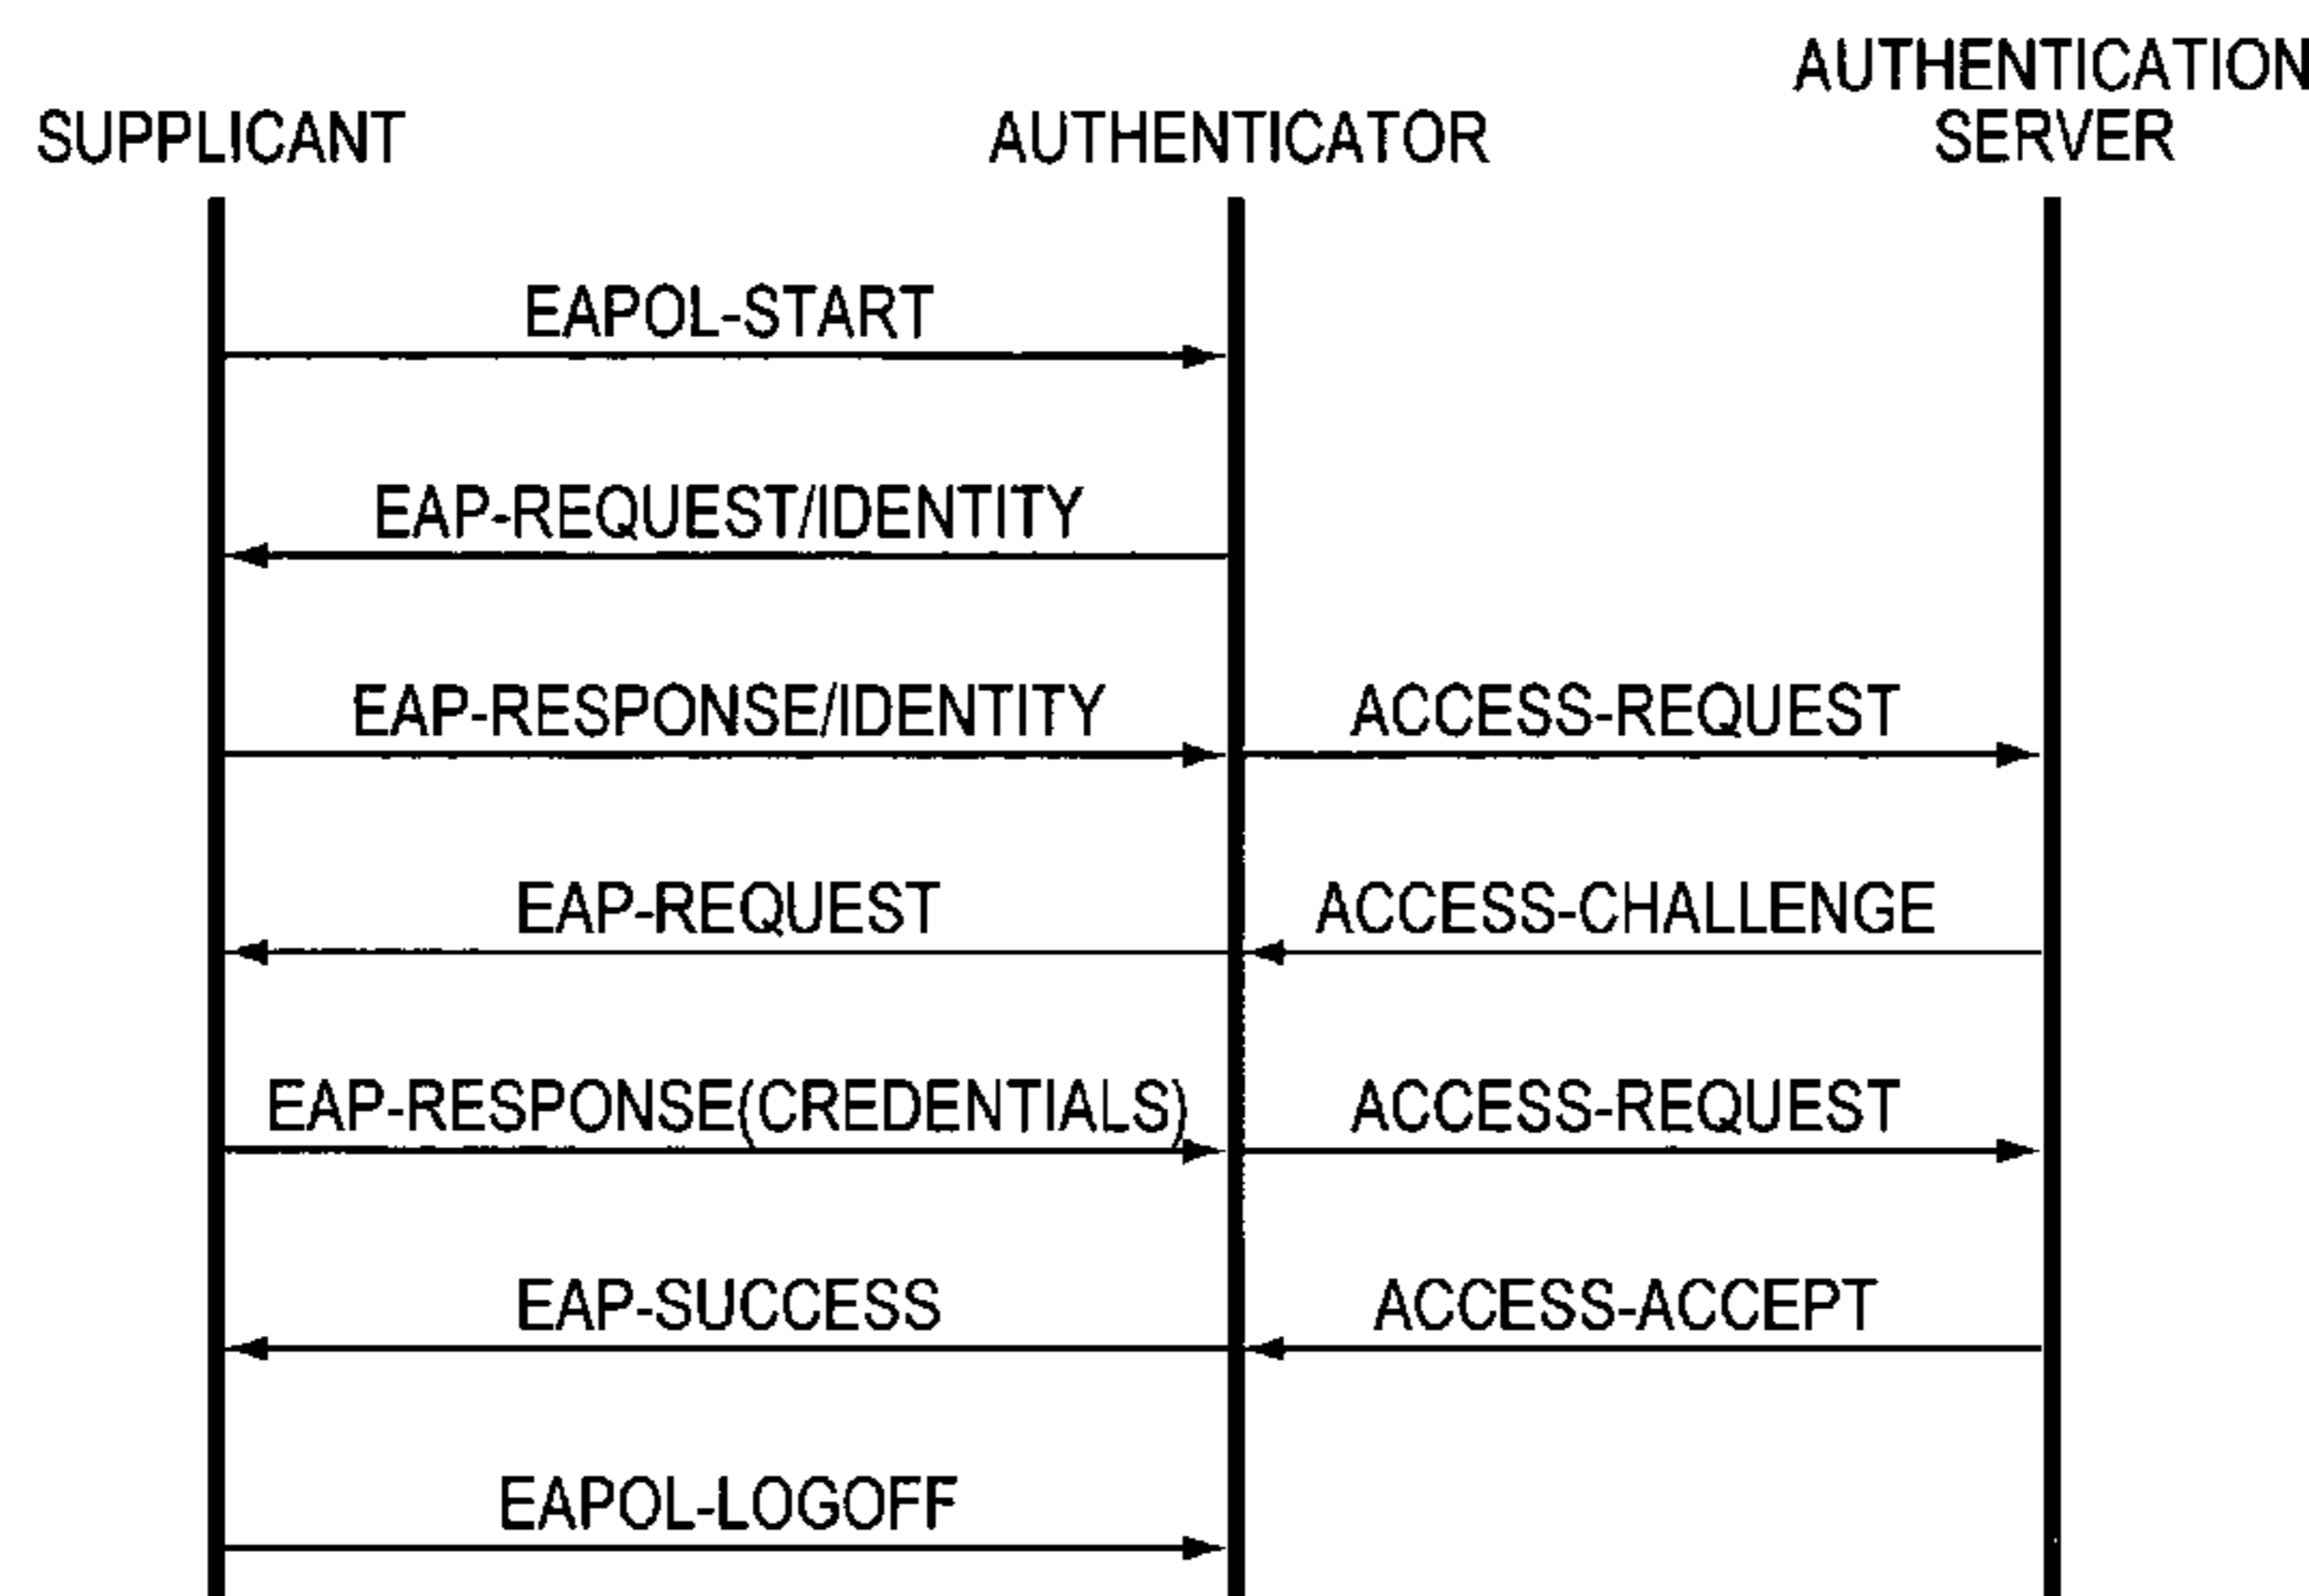 SUPPLICANT
AUTHENTICATOR
AUTHENTICATION
SERVER
EAPOL-START
EAP-REQUEST/IDENTITY
EAP-RESPONSE/IDENTITY
ACCESS-REQUEST
EAP-REQUEST
ACCESS-CHALLENGE
EAP-RESPONSE(CREDENTIALS)
ACCESS-REQUEST
EAP-SUCCESS
ACCESS-ACCEPT
EAPOL-LOGOFF